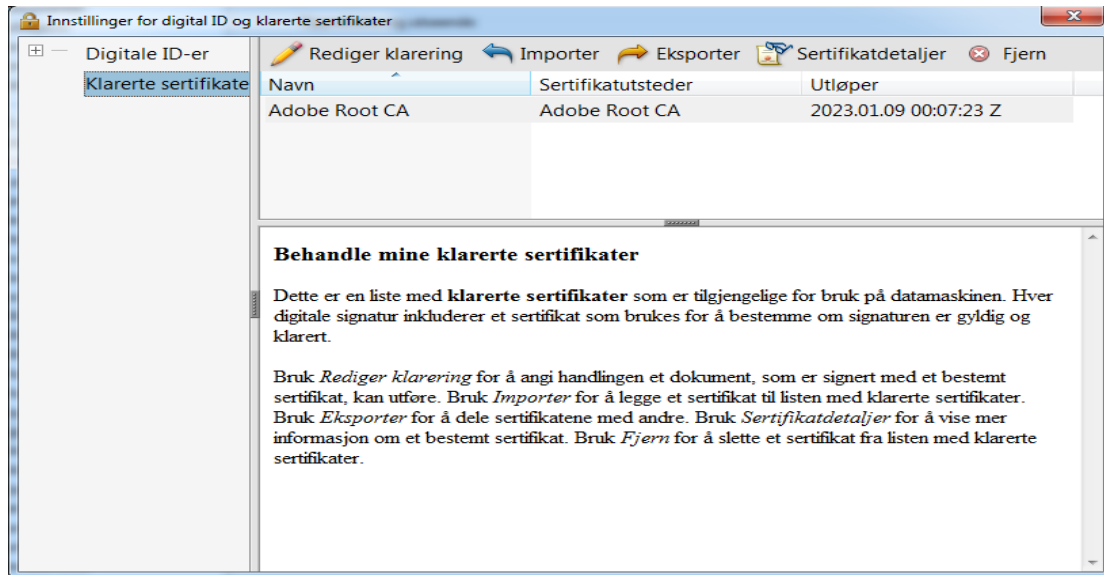 Innstillinger for digital ID og klarerte sertifikater
Digitale ID-er
Klarerte sertifikate
Rediger klarering Importer Eksporter Sertifikatdetaljer Fjern
Navn Sertifikatutsteder Utløper
Adobe Root CA Adobe Root CA 2023.01.09 00:07:23 Z
Behandle mine klarerte sertifikater
Dette er en liste med klarerte sertifikater som er tilgjengelige for bruk på datamaskinen. Hver
digitale signatur inkluderer et sertifikat som brukes for å bestemme om signaturen er gyldig og
klarert.
Bruk Rediger klarering for å angi handlingen et dokument, som er signert med et bestemt
sertifikat, kan utføre. Bruk Importer for å legge et sertifikat til listen med klarerte sertifikater.
Bruk Eksporter for å dele sertifikatene med andre. Bruk Sertifikatdetaljer for å vise mer
informasjon om et bestemt sertifikat. Bruk Fjern for å slette et sertifikat fra listen med klarerte
sertifikater.